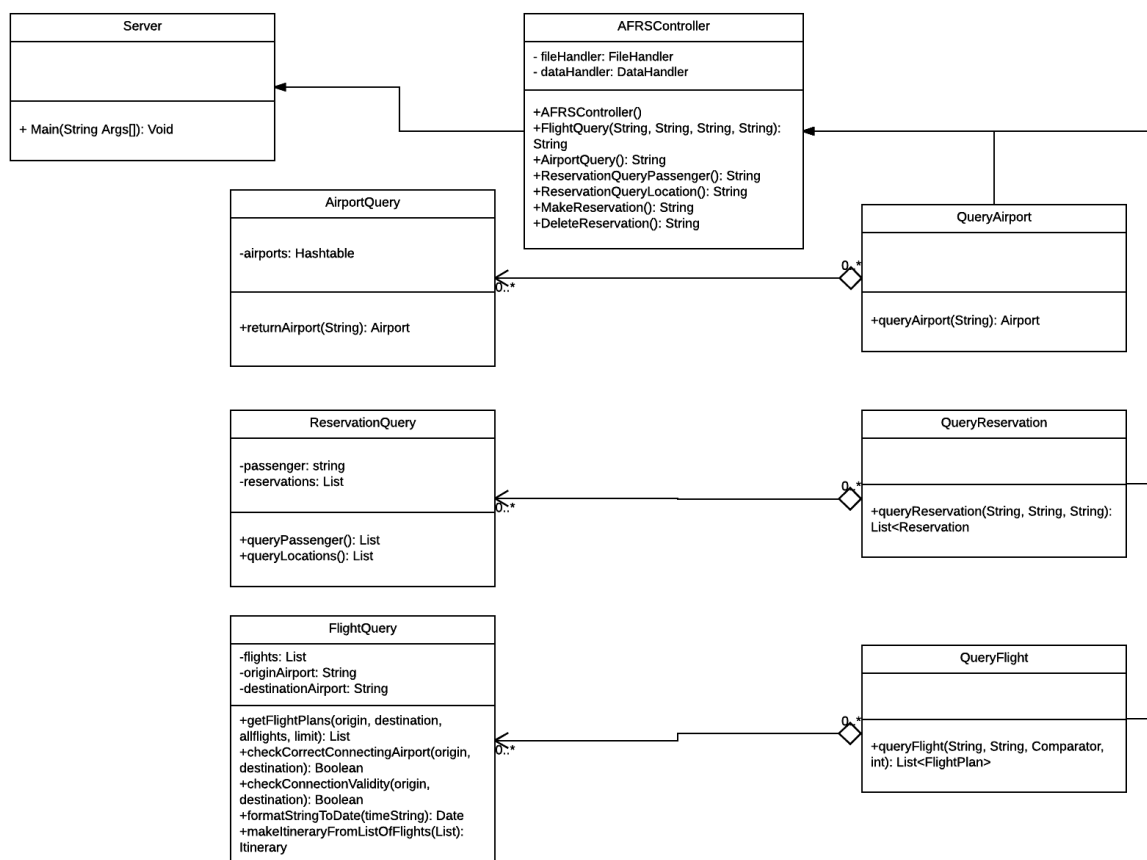 Server
+ Main(String Args[]): Void
AFRSController
- fileHandler: FileHandler
- dataHandler: DataHandler
+AFRSController()
+FlightQuery(String, String, String, String):
String
+AirportQuery(): String
+ReservationQueryPassenger(): String
+ReservationQueryLocation(): String
+MakeReservation(): String
+DeleteReservation(): String
AirportQuery
-airports: Hashtable
+returnAirport(String): Airport
0..*
0..*
QueryAirport
+queryAirport(String): Airport
ReservationQuery
-passenger: string
-reservations: List
+queryPassenger(): List
+queryLocations(): List
0..*
0..*
QueryReservation
+queryReservation(String, String, String):
List<Reservation
FlightQuery
-flights: List
-originAirport: String
-destinationAirport: String
+getFlightPlans(origin, destination,
allflights, limit): List
+checkCorrectConnectingAirport(origin,
destination): Boolean
+checkConnectionValidity(origin,
destination): Boolean
+formatStringToDate(timeString): Date
+makeItineraryFromListOfFlights(List):
Itinerary
0..*
0..*
QueryFlight
+queryFlight(String, String, Comparator,
int): List<FlightPlan>